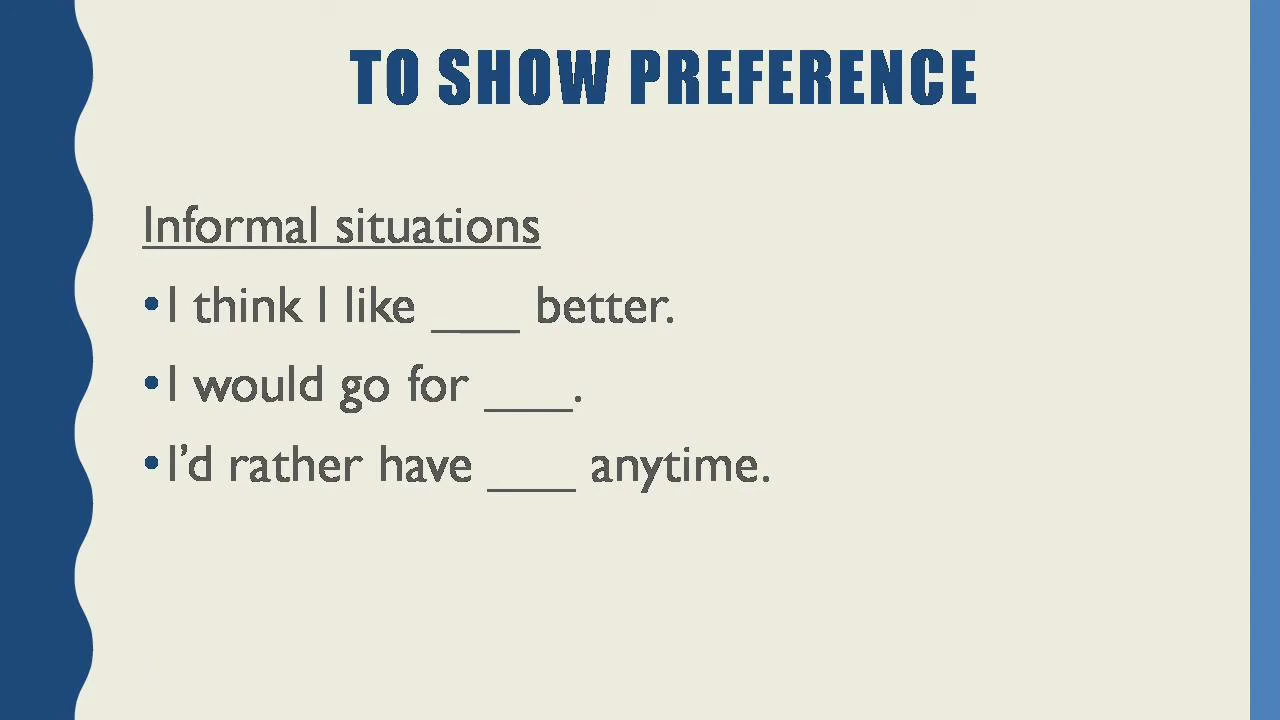 TO SHOW PREFERENCE
Informal situations
•I think I like ____ better.
•I would go for ____.
•I’d rather have ____ anytime.